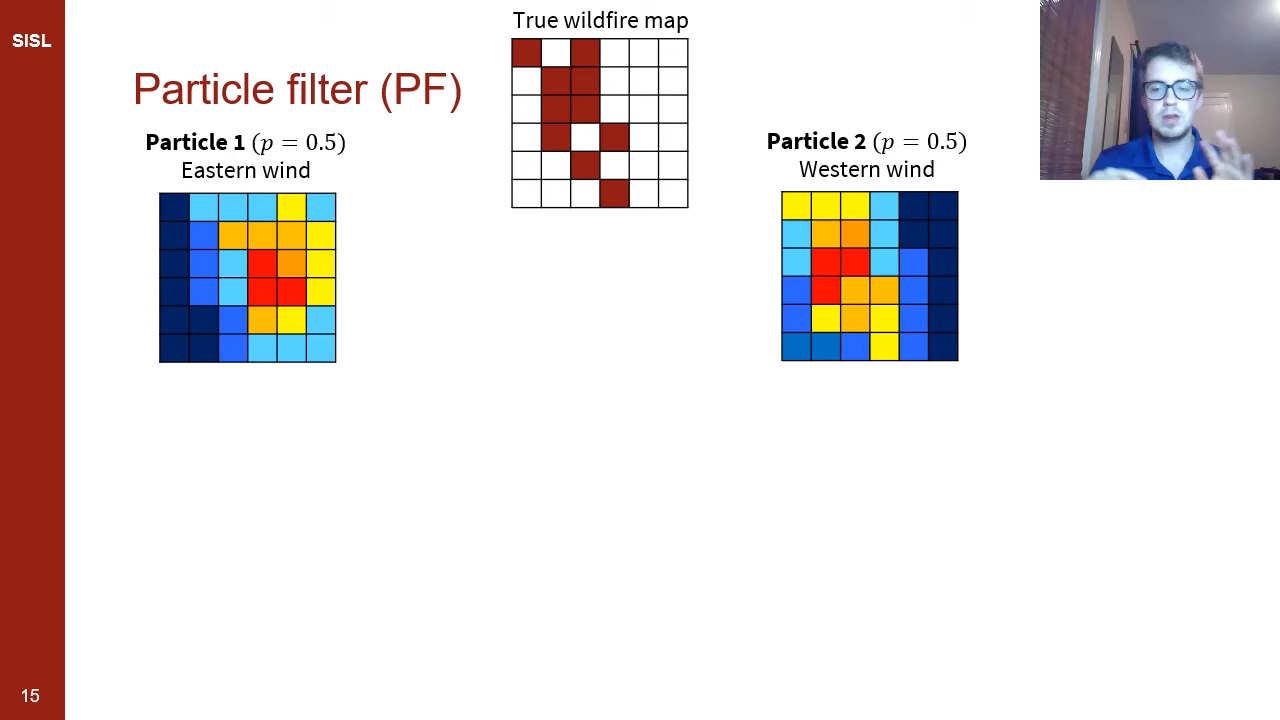 SISL
True wildfire map
Particle filter (PF)
Particle 1 (p = 0.5)
Eastern wind
Particle 2 (p = 0.5)
Western wind
15